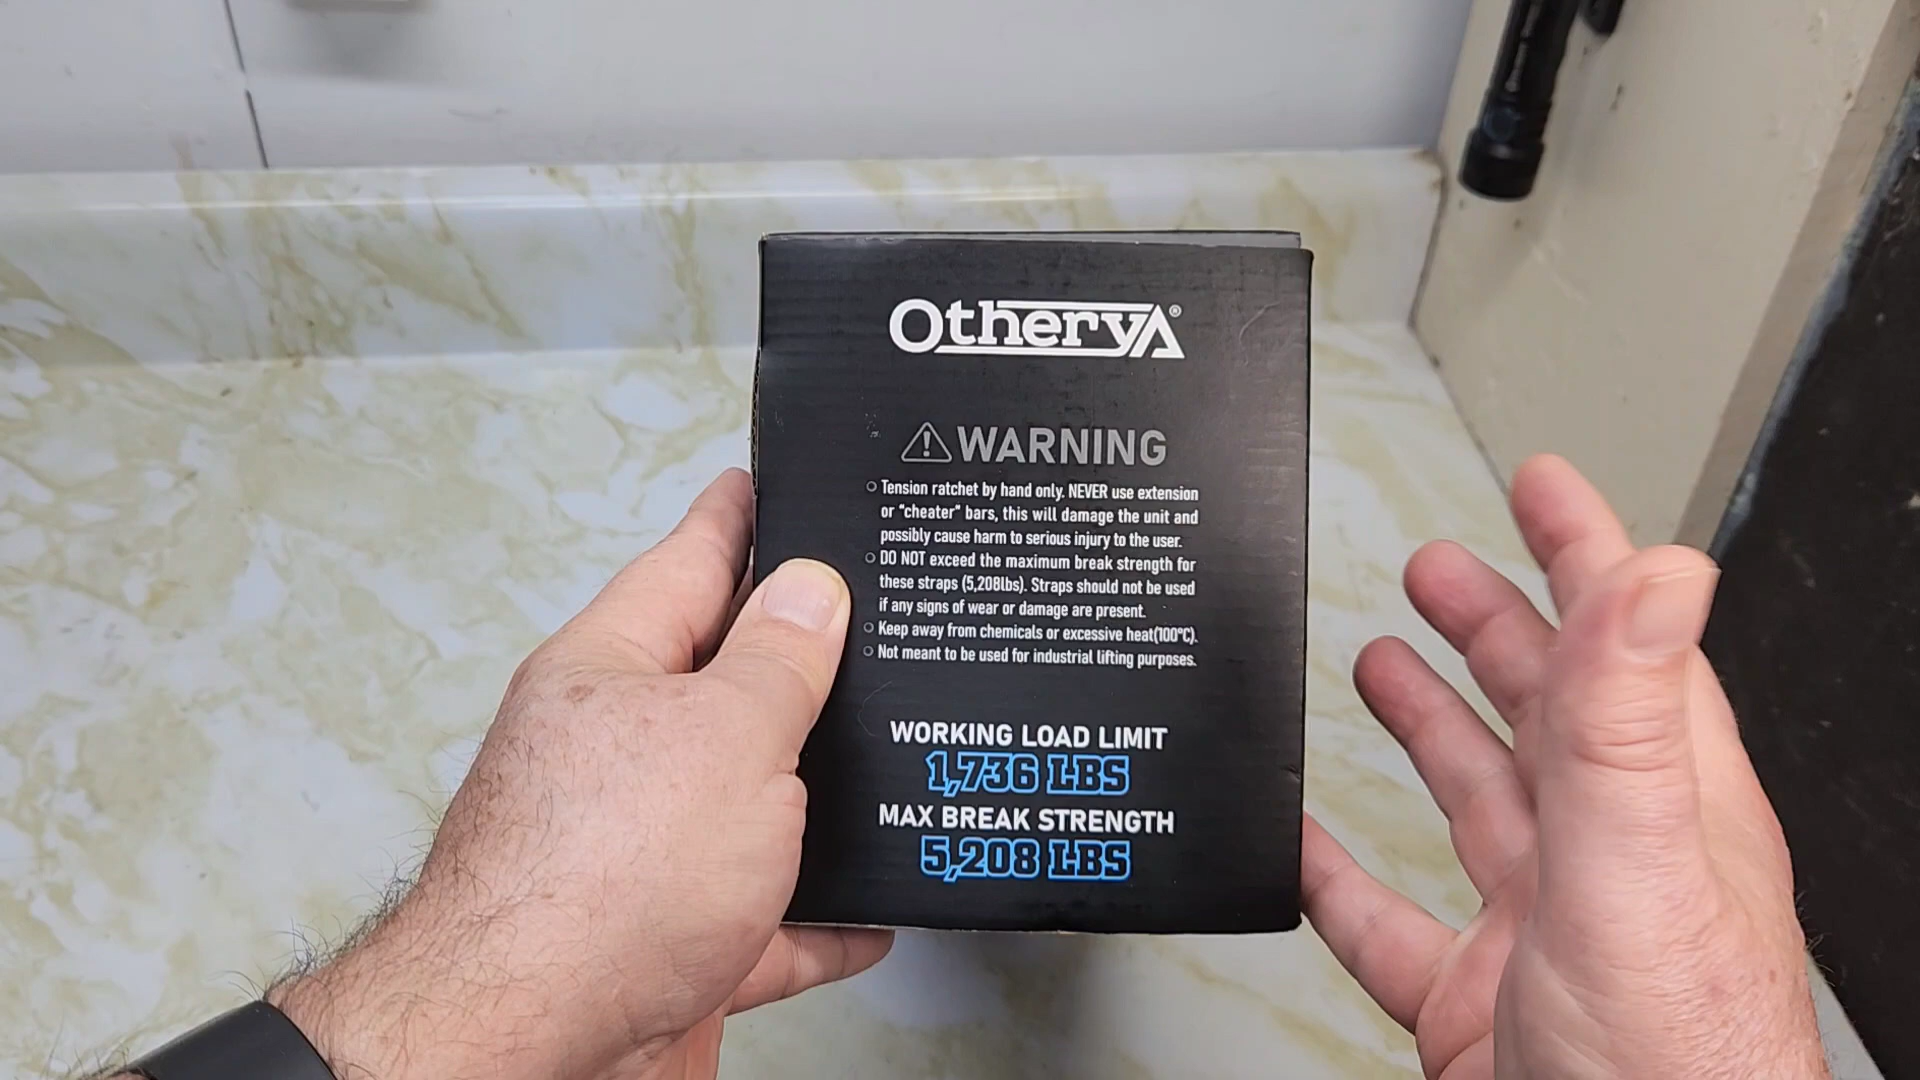 OtheryA®
WARNING
Tension ratchet by hand only. NEVER use extension
or "cheater" bars, this will damage the unit and
possibly cause harm to serious injury to the user.
DO NOT exceed the maximum break strength for
these straps (5,208lbs). Straps should not be used
if any signs of wear or damage are present.
Keep away from chemicals or excessive heat(100°C).
Not meant to be used for industrial lifting purposes.
WORKING LOAD LIMIT
1,736 LBS
MAX BREAK STRENGTH
5,208 LBS